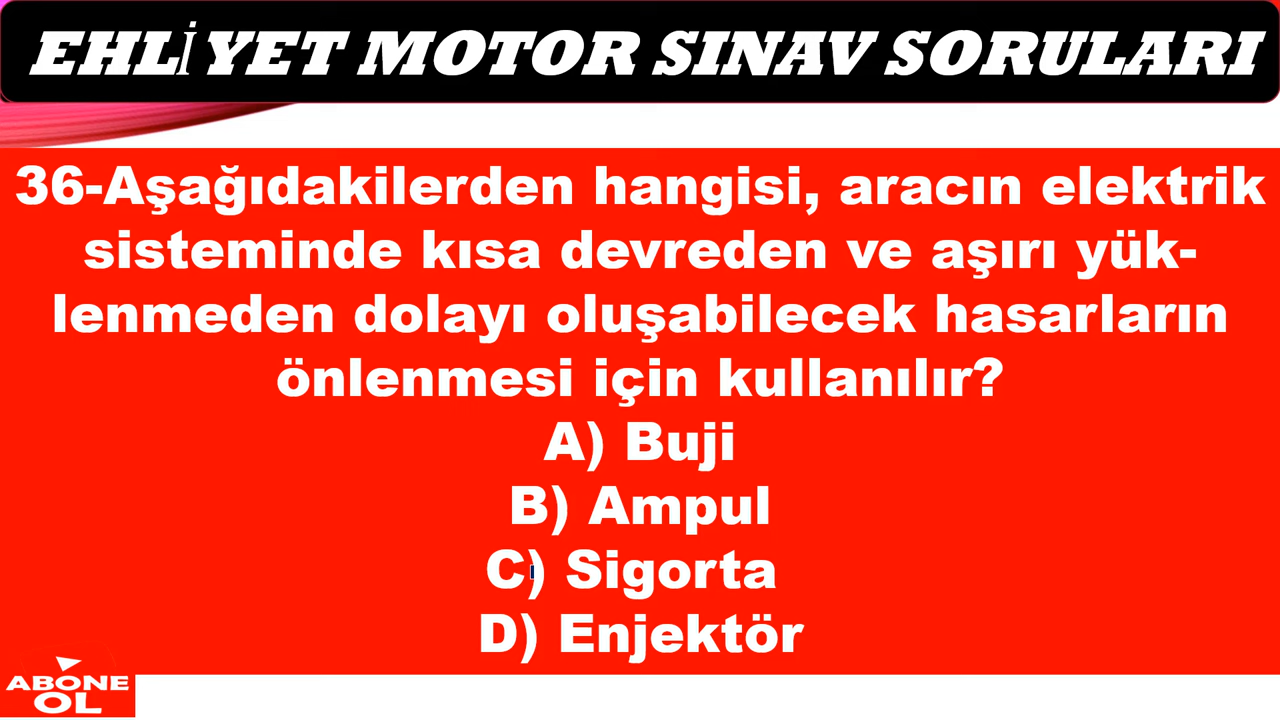 EHLİYET MOTOR SINAV SORULARI
36-Aşağıdakilerden hangisi, aracın elektrik
sisteminde kısa devreden ve aşırı yük-
lenmeden dolayı oluşabilecek hasarların
önlenmesi için kullanılır?
A) Buji
B) Ampul
C) Sigorta
D) Enjektör
ABONE
OL